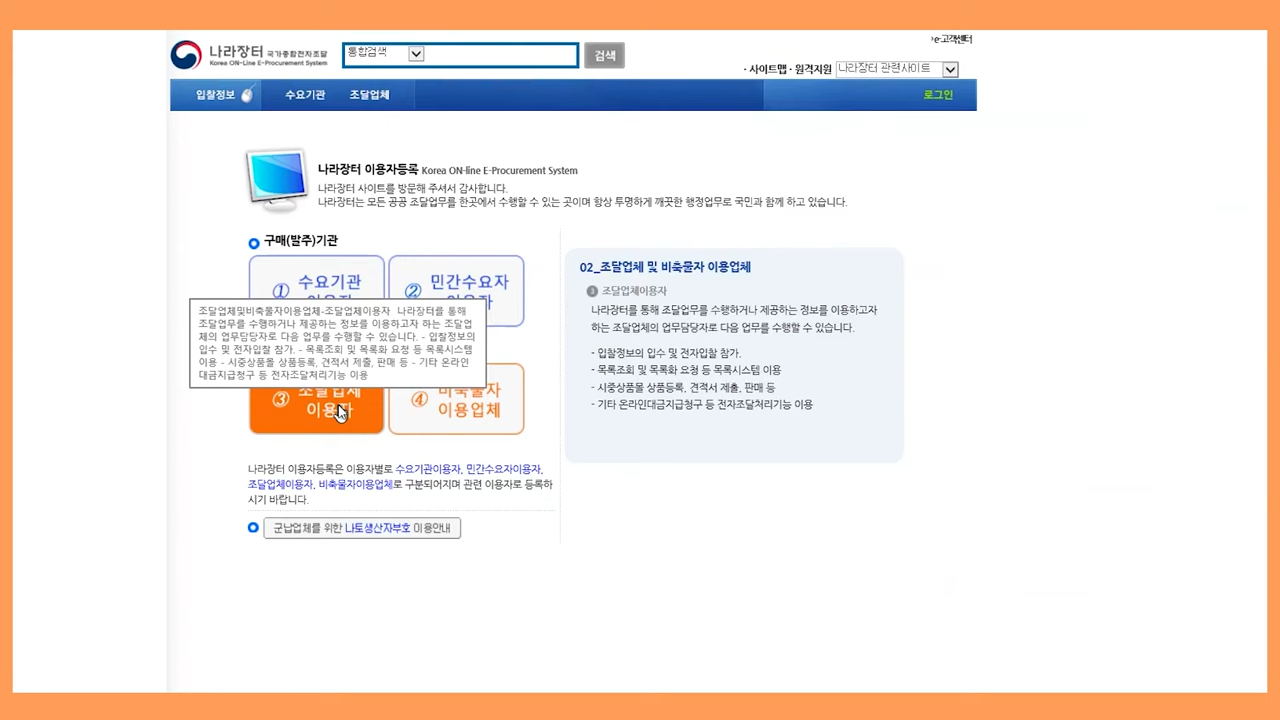 나라장터 국가종합전자조달
Korea ON-Line E-Procurement System
통합검색
검색
e-고객센터
· 사이트맵 · 원격지원
나라장터 관련사이트
입찰정보
수요기관
조달업체
로그인
나라장터 이용자등록 Korea ON-line E-Procurement System
나라장터 사이트를 방문해 주셔서 감사합니다.
나라장터는 모든 공공 조달업무를 한곳에서 수행할 수 있는 곳이며 항상 투명하게 깨끗한 행정업무로 국민과 함께 하고 있습니다.
구매(발주)기관
① 수요기관
② 민간수요자
조달업체및비축물자이용업체-조달업체이용자 나라장터를 통해
조달업무를 수행하거나 제공하는 정보를 이용하고자 하는 조달업
체의 업무담당자로 다음 업무를 수행할 수 있습니다. - 입찰정보의
입수 및 전자입찰 참가. - 목록조회 및 목록화 요청 등 목록시스템
이용 - 시중상품몰 상품등록, 견적서 제출, 판매 등 - 기타 온라인
대금지급청구 등 전자조달처리기능 이용
③ 조달업체
이용자
④ 비축물자
이용업체
02_조달업체 및 비축물자 이용업체
3 조달업체이용자
나라장터를 통해 조달업무를 수행하거나 제공하는 정보를 이용하고자
하는 조달업체의 업무담당자로 다음 업무를 수행할 수 있습니다.
- 입찰정보의 입수 및 전자입찰 참가.
- 목록조회 및 목록화 요청 등 목록시스템 이용
- 시중상품몰 상품등록, 견적서 제출, 판매 등
- 기타 온라인대금지급청구 등 전자조달처리기능 이용
나라장터 이용자등록은 이용자별로 수요기관이용자, 민간수요자이용자,
조달업체이용자, 비축물자이용업체로 구분되어지며 관련 이용자로 등록하
시기 바랍니다.
군납업체를 위한 나토생산자부호 이용안내